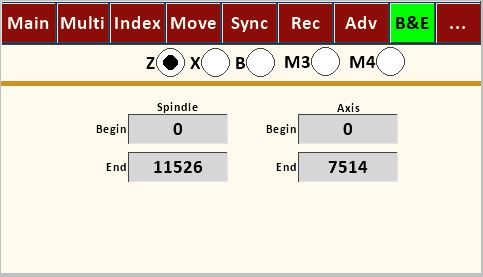 Main Multi Index Move Sync Rec Adv B&E ...
Z X B M3 M4
Spindle Axis
Begin 0 Begin 0
End 11526 End 7514